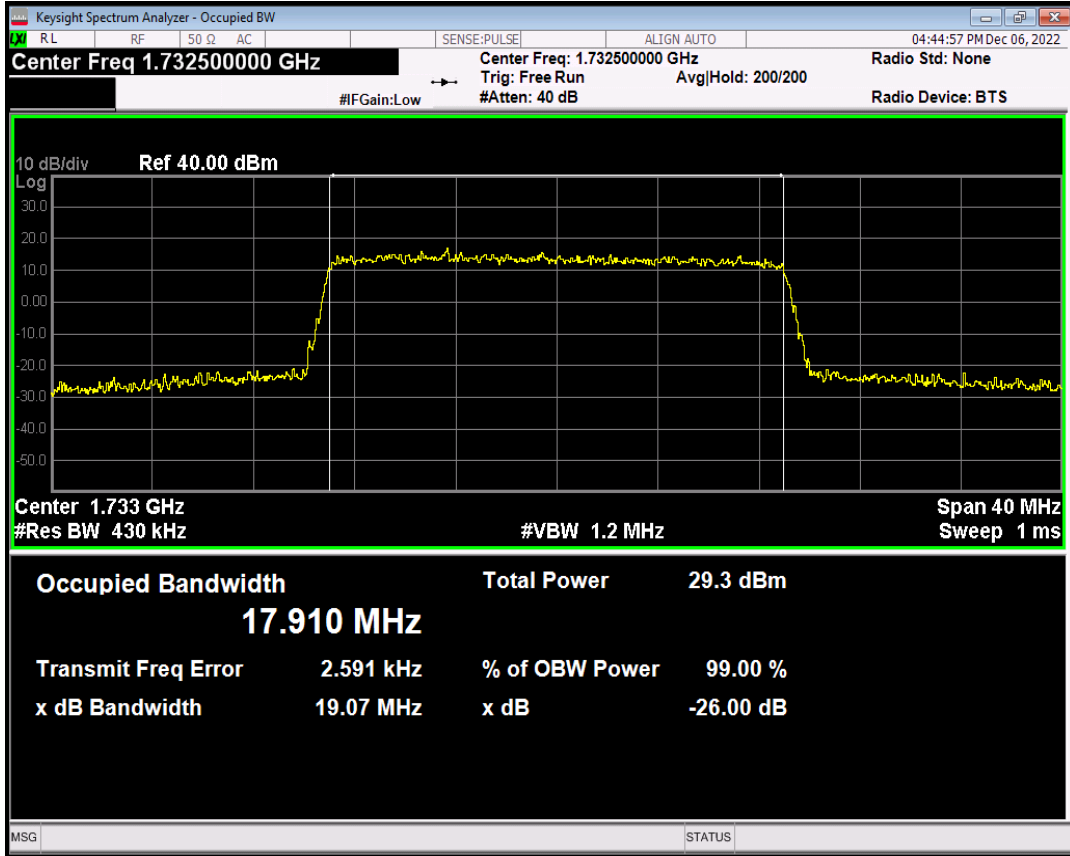 Keysight Spectrum Analyzer - Occupied BW
LXI RL RF 50 Ω AC SENSE:PULSE ALIGN AUTO 04:44:57 PM Dec 06, 2022
Center Freq 1.732500000 GHz Center Freq: 1.732500000 GHz Radio Std: None
Trig: Free Run Avg|Hold: 200/200
#IFGain:Low #Atten: 40 dB Radio Device: BTS
10 dB/div Ref 40.00 dBm
Log
30.0
20.0
10.0
0.00
-10.0
-20.0
-30.0
-40.0
-50.0
Center 1.733 GHz Span 40 MHz
#Res BW 430 kHz #VBW 1.2 MHz Sweep 1 ms
Occupied Bandwidth Total Power 29.3 dBm
17.910 MHz
Transmit Freq Error 2.591 kHz % of OBW Power 99.00 %
x dB Bandwidth 19.07 MHz x dB -26.00 dB
MSG STATUS